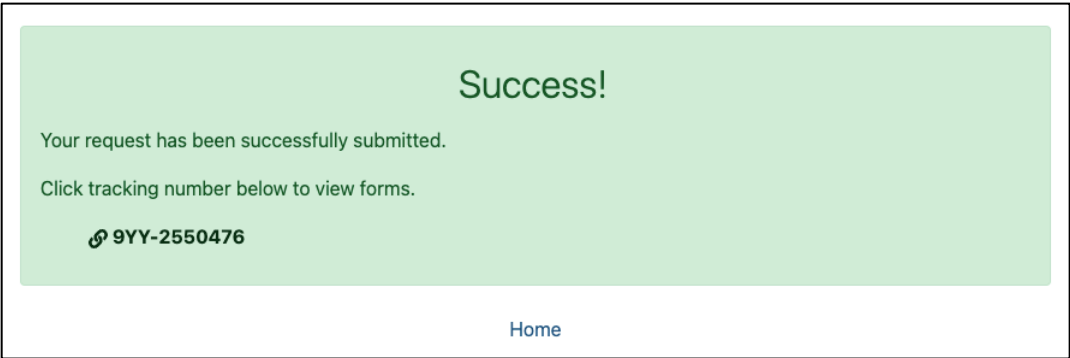 Success!
Your request has been successfully submitted.
Click tracking number below to view forms.
9YY-2550476
Home